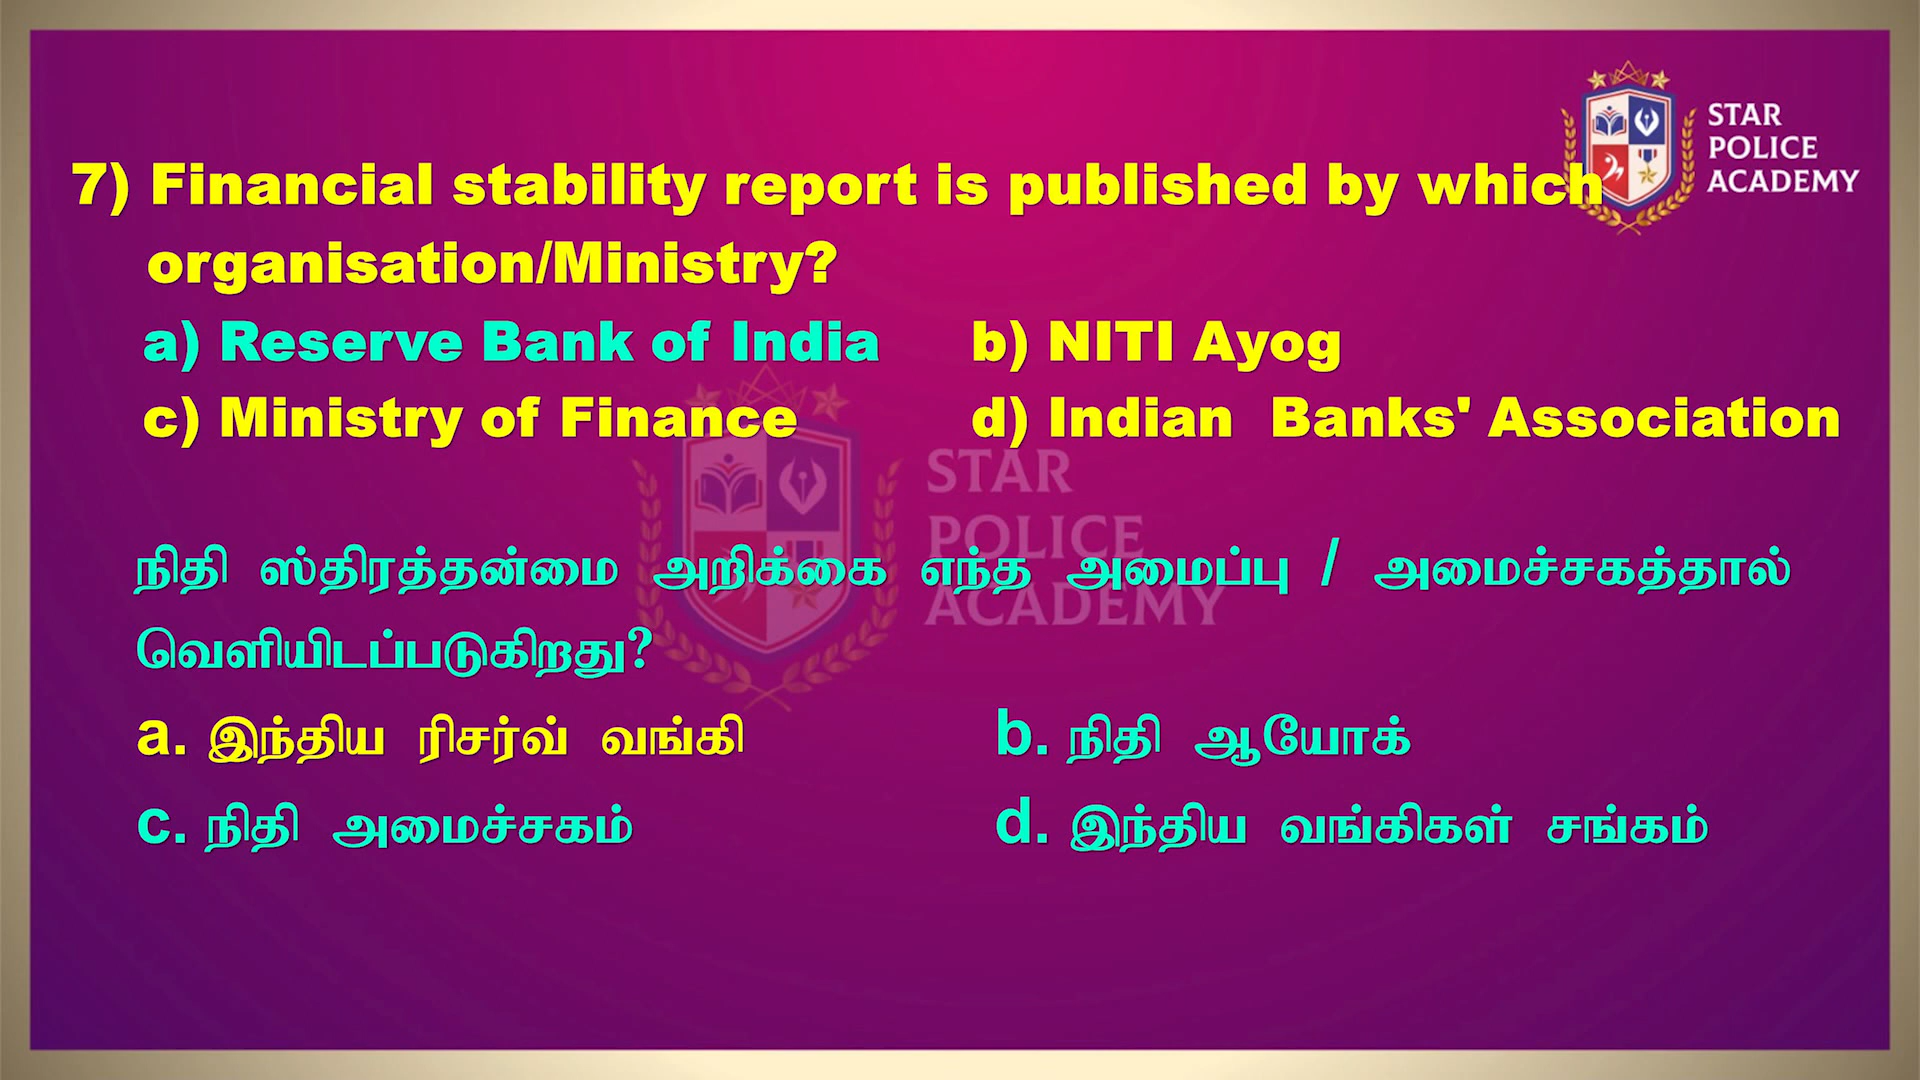 STAR
POLICE
ACADEMY
7) Financial stability report is published by which
organisation/Ministry?
a) Reserve Bank of India b) NITI Ayog
c) Ministry of Finance d) Indian Banks' Association
STAR
POLICE
ACADEMY
நிதி ஸ்திரத்தன்மை அறிக்கை எந்த அமைப்பு / அமைச்சகத்தால்
வெளியிடப்படுகிறது?
a. இந்திய ரிசர்வ் வங்கி b. நிதி ஆயோக்
c. நிதி அமைச்சகம் d. இந்திய வங்கிகள் சங்கம்